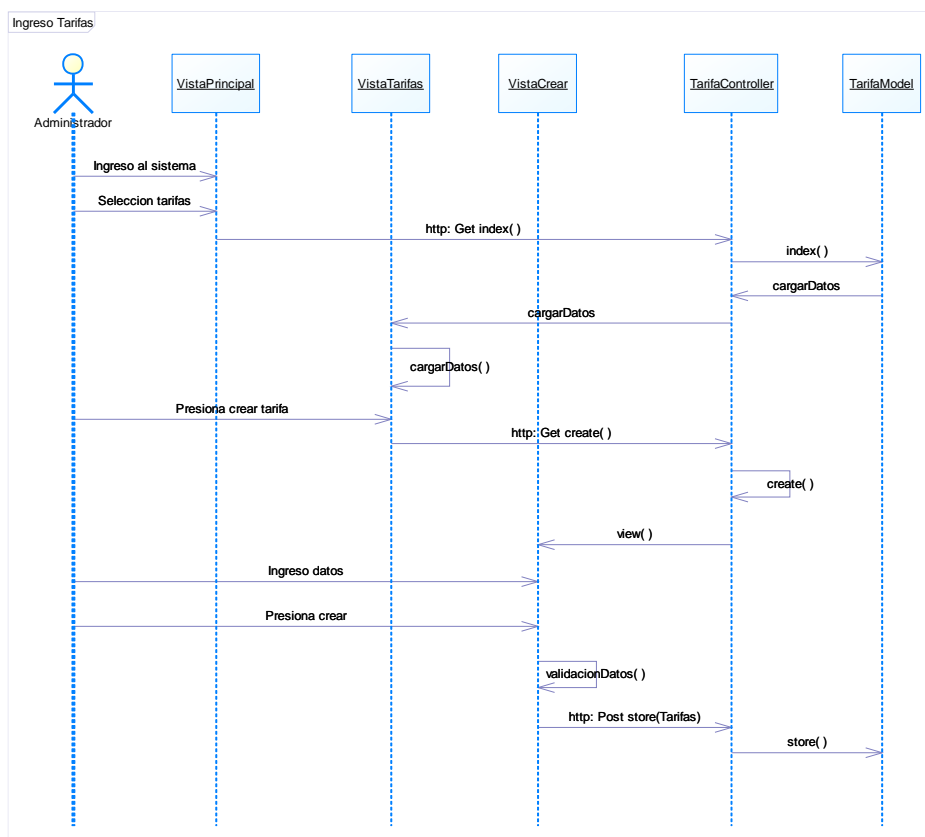 Ingreso Tarifas
Administrador
VistaPrincipal
VistaTarifas
VistaCrear
TarifaController
TarifaModel
Ingreso al sistema
Seleccion tarifas
http: Get index( )
index( )
cargarDatos
cargarDatos
cargarDatos( )
Presiona crear tarifa
http: Get create( )
create( )
view( )
Ingreso datos
Presiona crear
validacionDatos( )
http: Post store(Tarifas)
store( )